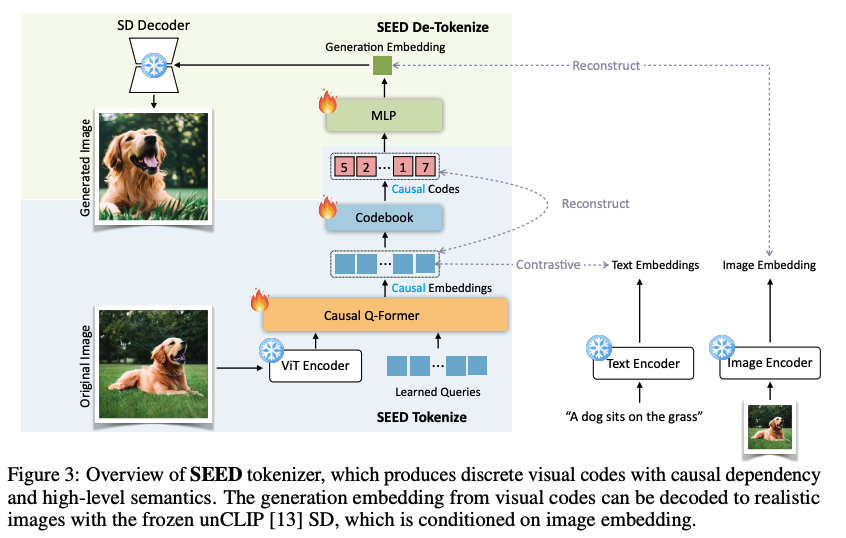 SD Decoder
SEED De-Tokenize
Generation Embedding
Reconstruct
MLP
Generated Image
5 2 ··· 1 7
Causal Codes
Reconstruct
Codebook
...
Contrastive
Text Embeddings
Image Embedding
Causal Embeddings
Causal Q-Former
Original Image
ViT Encoder
Text Encoder
Image Encoder
...
Learned Queries
"A dog sits on the grass"
SEED Tokenize
Figure 3: Overview of SEED tokenizer, which produces discrete visual codes with causal dependency
and high-level semantics. The generation embedding from visual codes can be decoded to realistic
images with the frozen unCLIP [13] SD, which is conditioned on image embedding.